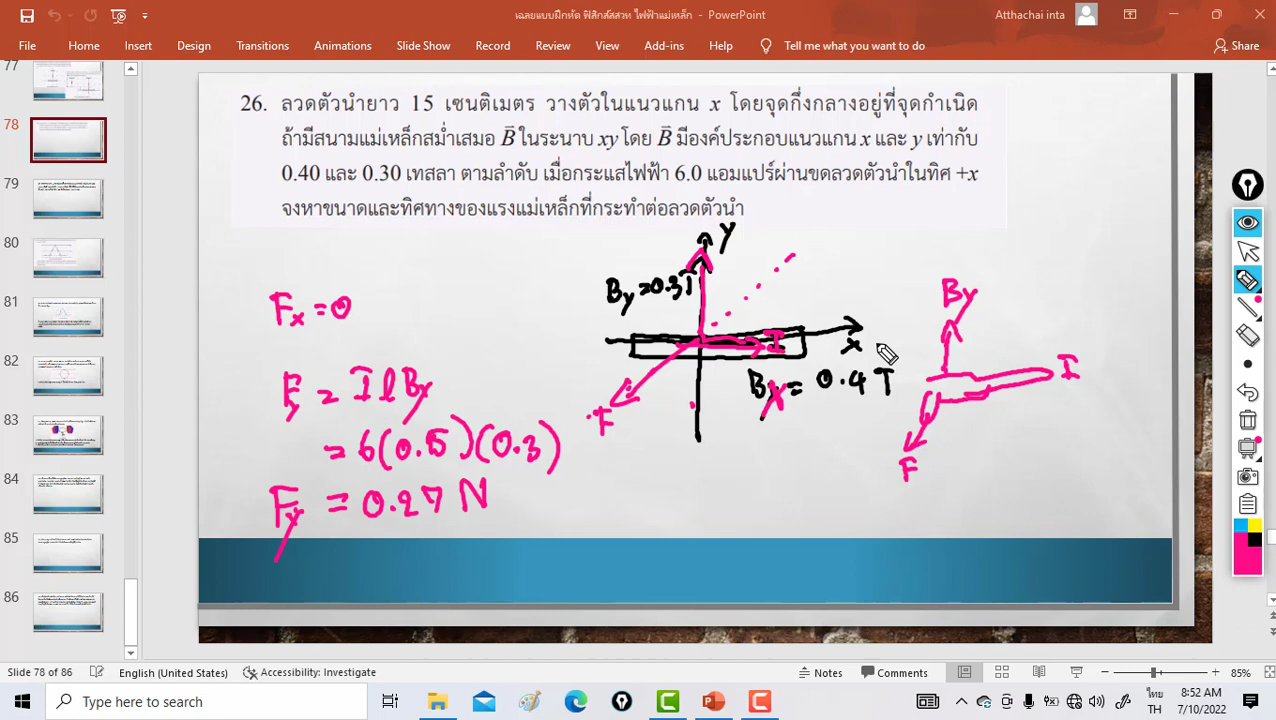 เฉลยแบบฝึกหัด ฟิสิกส์สสวท ไฟฟ้าแม่เหล็ก - PowerPoint
Atthachai inta
File Home Insert Design Transitions Animations Slide Show Record Review View Add-ins Help Tell me what you want to do Share
77
78
79
80
81
82
83
84
85
86
26. ลวดตัวนำยาว 15 เซนติเมตร วางตัวในแนวแกน x โดยจุดกึ่งกลางอยู่ที่จุดกำเนิด
ถ้ามีสนามแม่เหล็กสม่ำเสมอ B ในระนาบ xy โดย B มีองค์ประกอบแนวแกน x และ y เท่ากับ
0.40 และ 0.30 เทสลา ตามลำดับ เมื่อกระแสไฟฟ้า 6.0 แอมแปร์ผ่านขดลวดตัวนำในทิศ +x
จงหาขนาดและทิศทางของแรงแม่เหล็กที่กระทำต่อลวดตัวนำ
y
By=0.3T
I
x
Bx = 0.4 T
F
By
I
F
Fx = 0
Fy = I l By
= 6(0.15)(0.3)
Fy = 0.27 N
Slide 78 of 86 English (United States) Accessibility: Investigate Notes Comments 85%
Type here to search
ไทย
TH
8:52 AM
7/10/2022